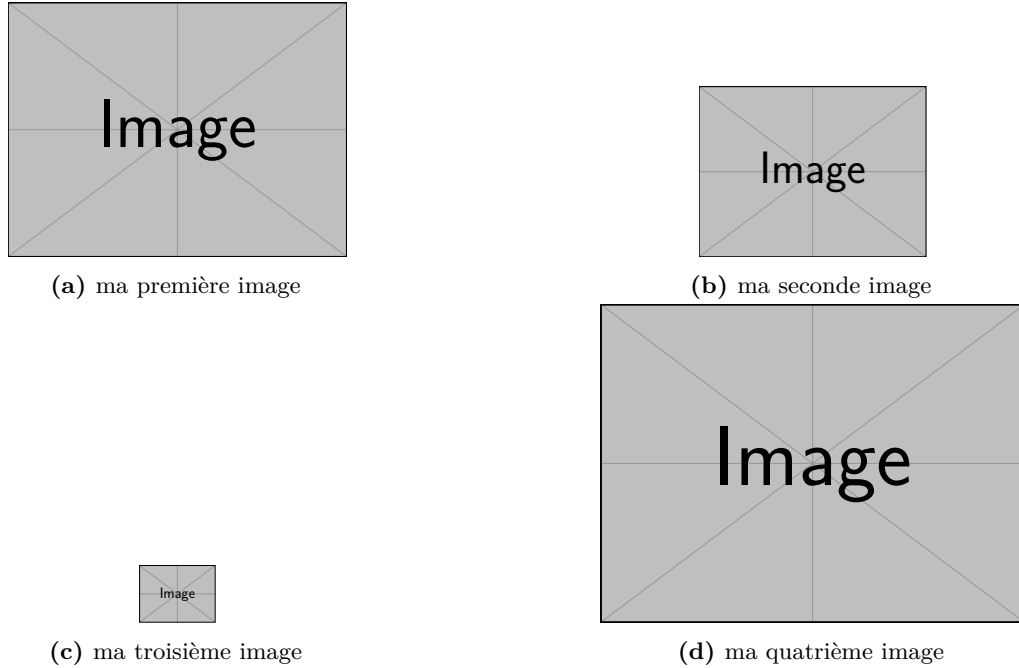 Image
Image
(a) ma première image
(b) ma seconde image
Image
Image
(c) ma troisième image
(d) ma quatrième image